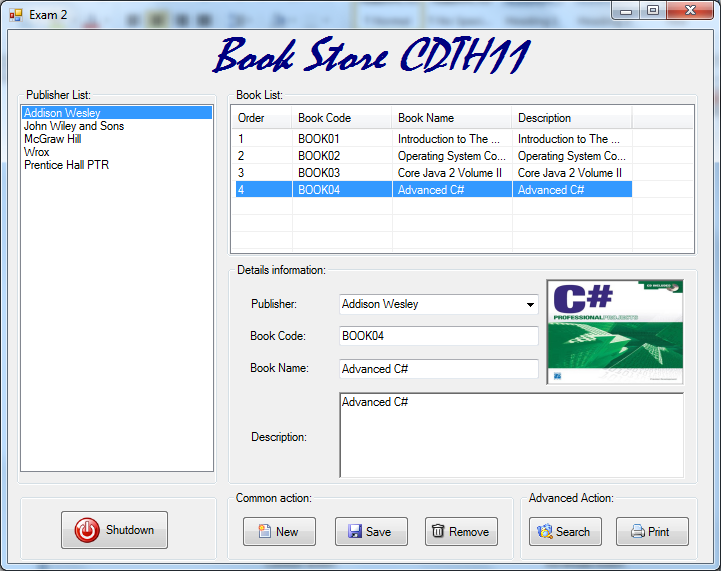 Exam 2
Book Store CDTH11
Publisher List:
Addison Wesley
John Wiley and Sons
McGraw Hill
Wrox
Prentice Hall PTR
Book List:
Order Book Code Book Name Description
1 BOOK01 Introduction to The ... Introduction to The ...
2 BOOK02 Operating System Co... Operating System Co...
3 BOOK03 Core Java 2 Volume II Core Java 2 Volume II
4 BOOK04 Advanced C# Advanced C#
Details information:
Publisher: Addison Wesley
Book Code: BOOK04
Book Name: Advanced C#
Description: Advanced C#
CD INCLUDED
C#
PROFESSIONAL PROJECTS
Shutdown
Common action:
New Save Remove
Advanced Action:
Search Print